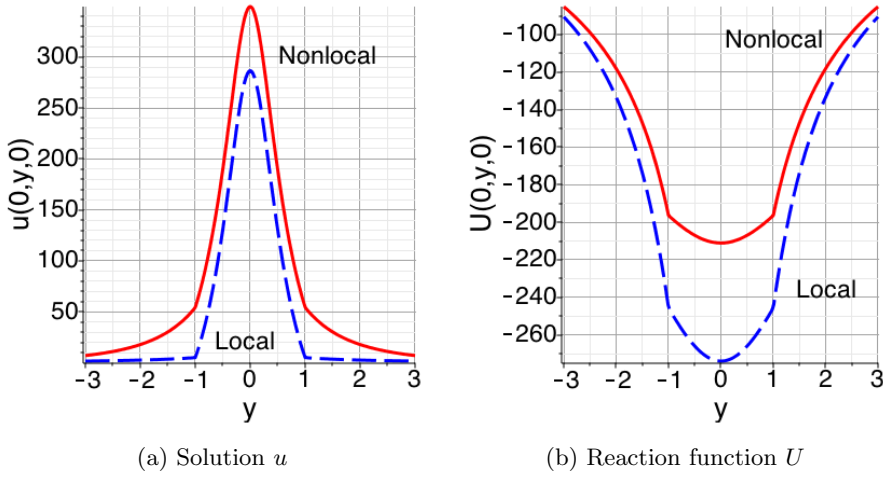 300
250
200
150
100
50
u(0,y,0)
Nonlocal
Local
-3 -2 -1 0 1 2 3
y
(a) Solution u
-100
-120
-140
-160
-180
-200
-220
-240
-260
U(0,y,0)
Nonlocal
Local
-3 -2 -1 0 1 2 3
y
(b) Reaction function U